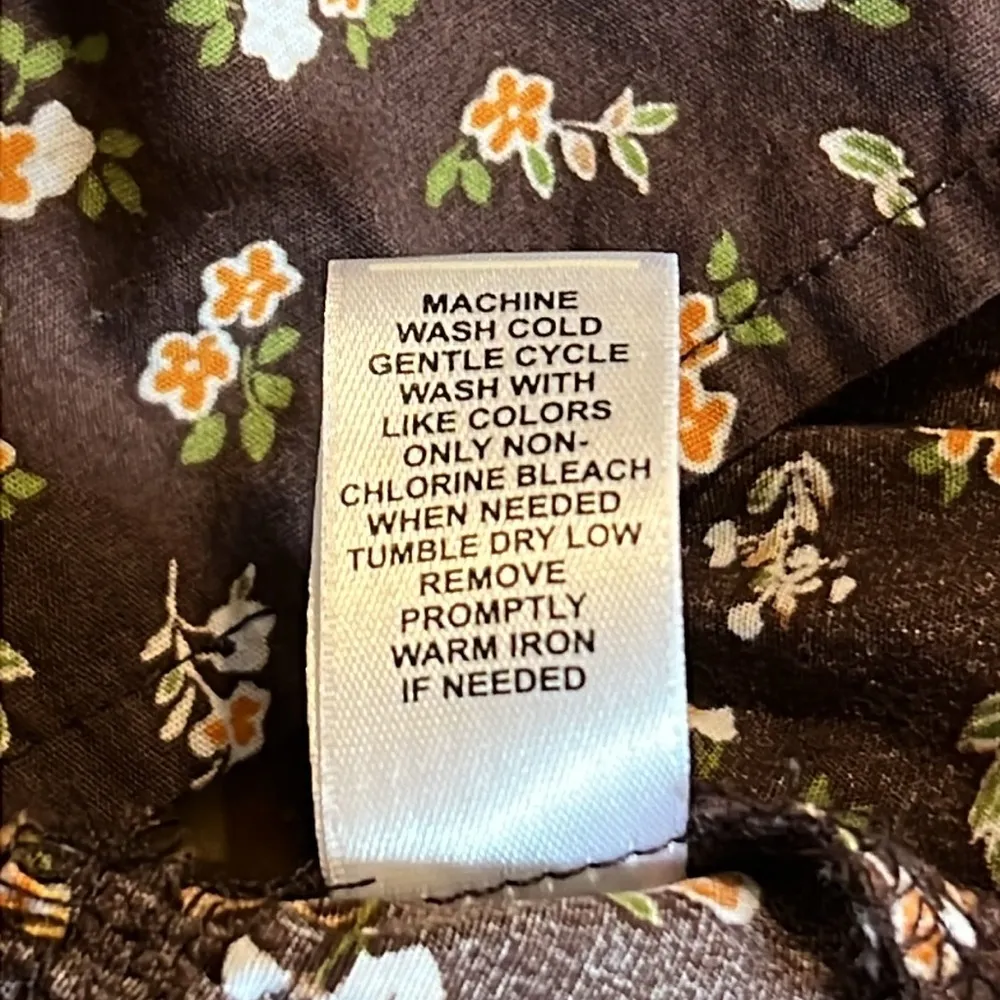 MACHINE
WASH COLD
GENTLE CYCLE
WASH WITH
LIKE COLORS
ONLY NON-
CHLORINE BLEACH
WHEN NEEDED
TUMBLE DRY LOW
REMOVE
PROMPTLY
WARM IRON
IF NEEDED